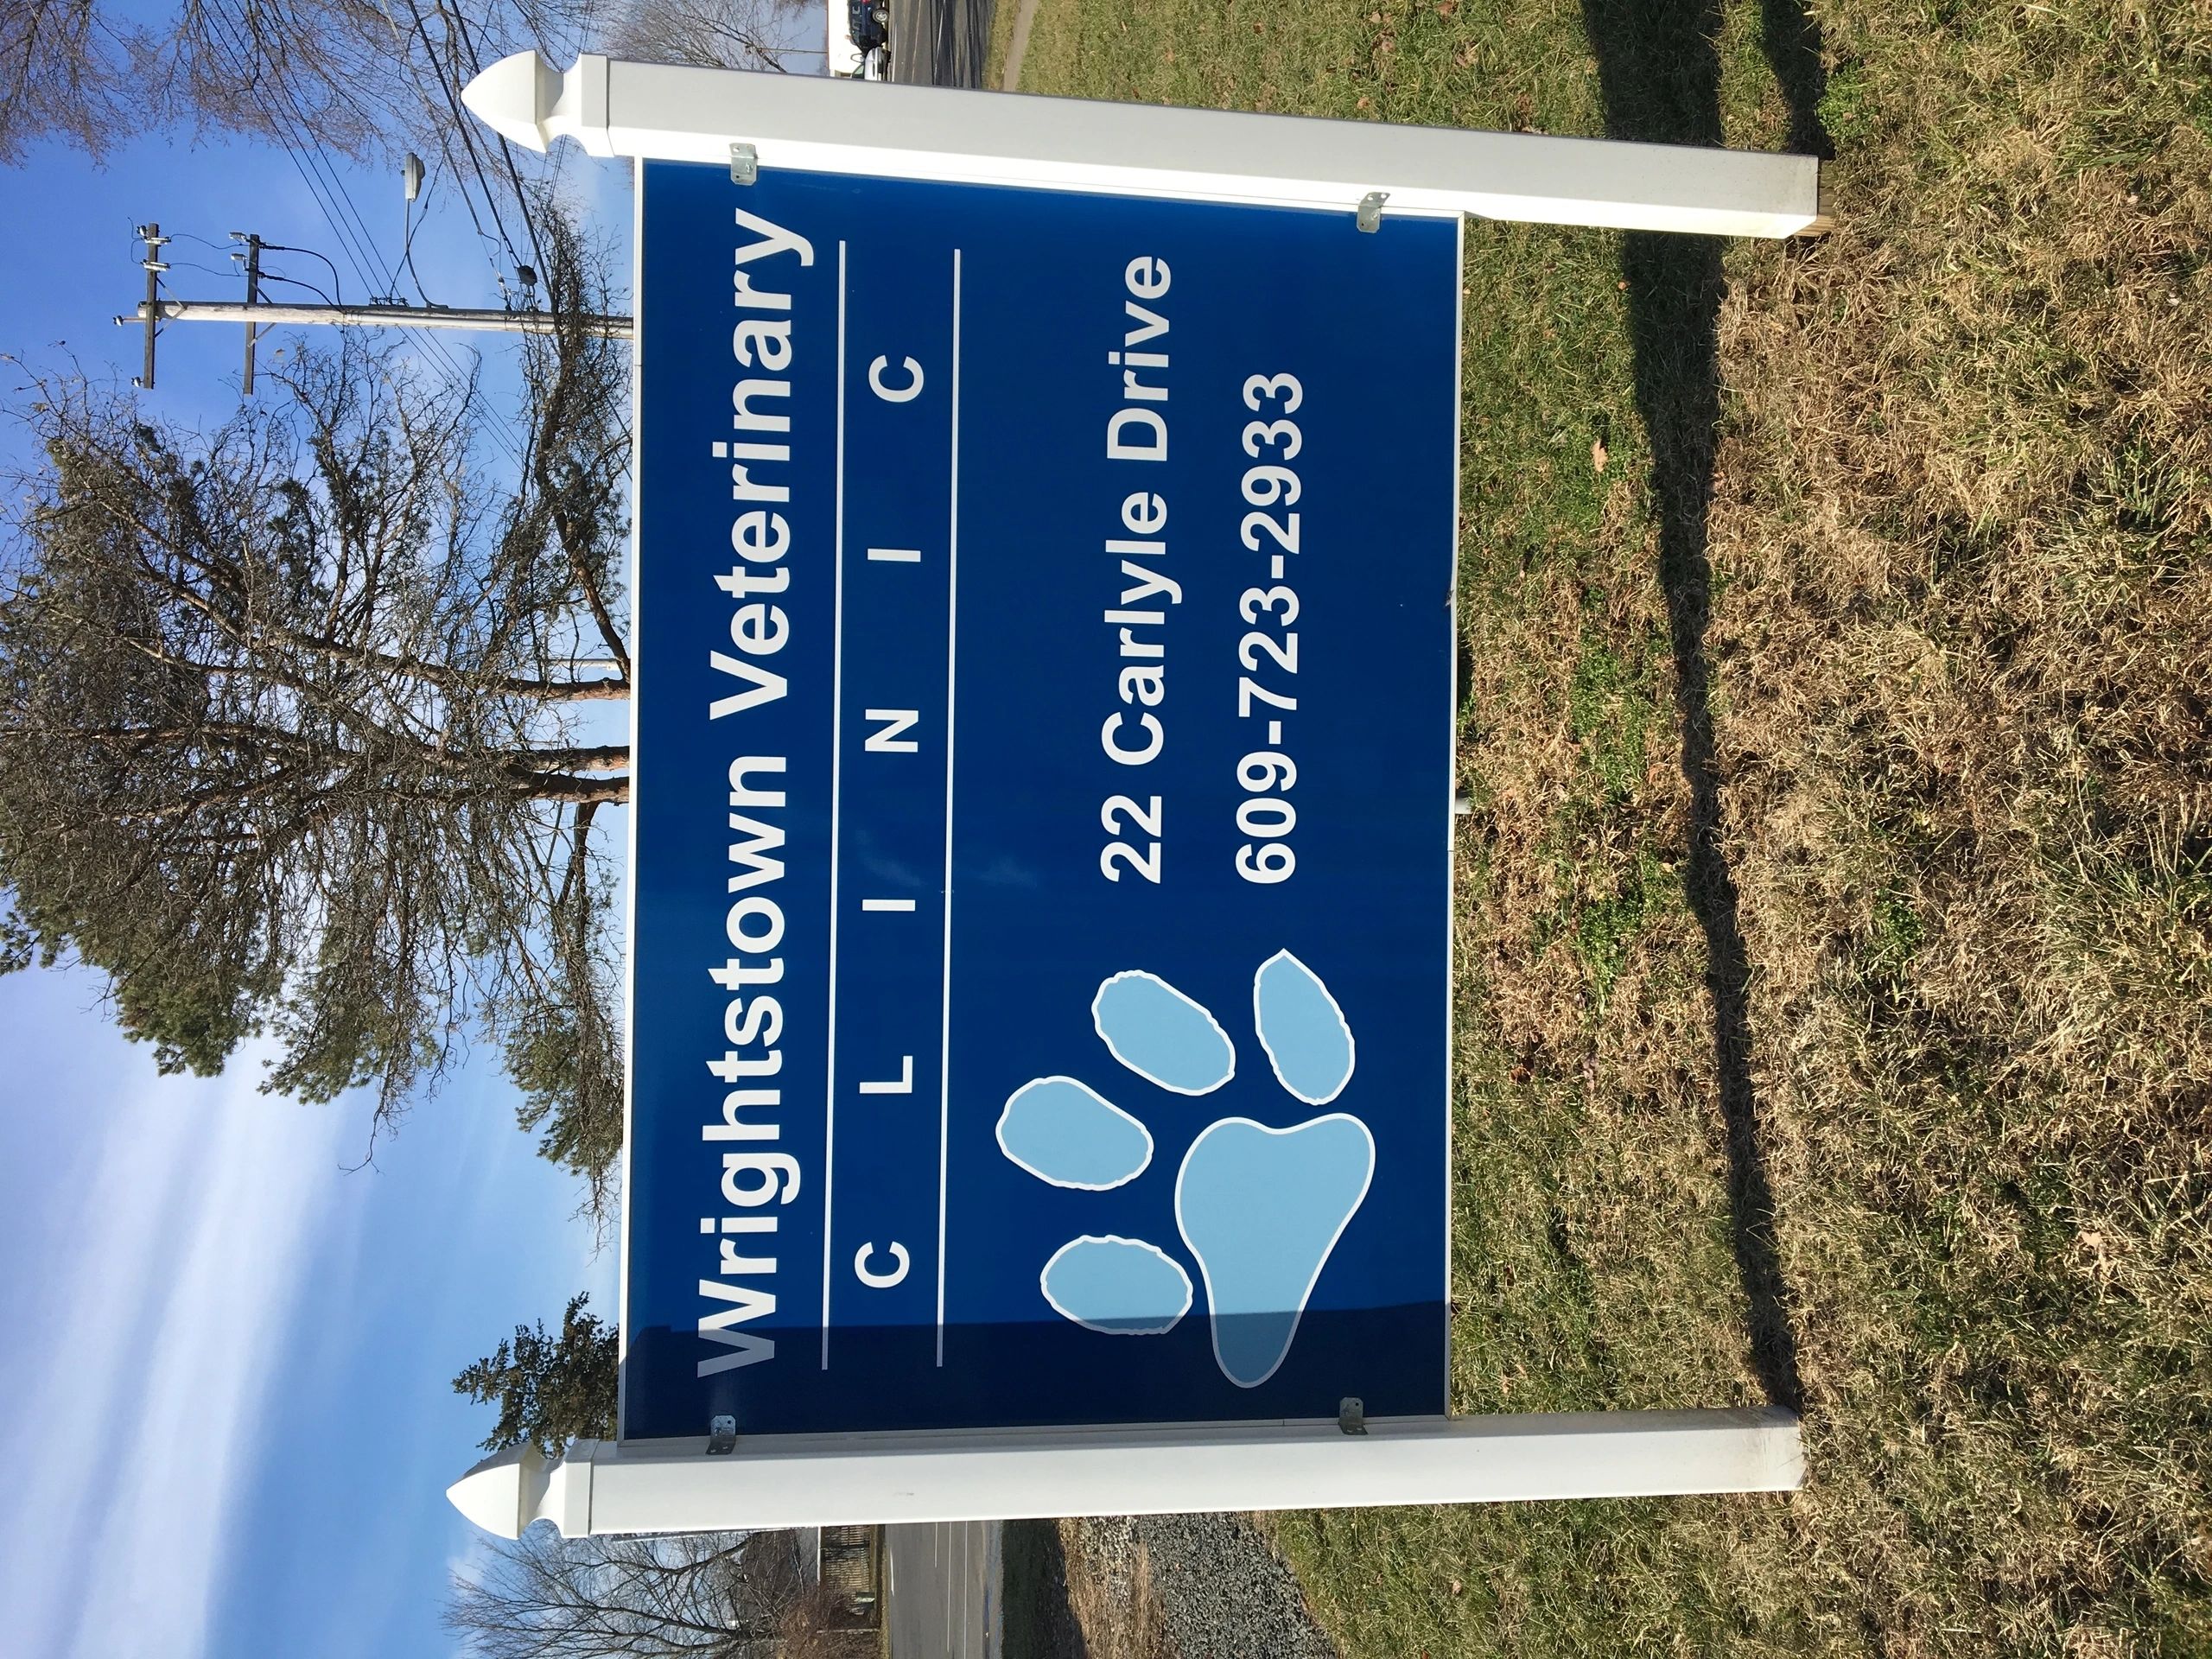 Wrightstown Veterinary
CLINIC
22 Carlyle Drive
609-723-2933